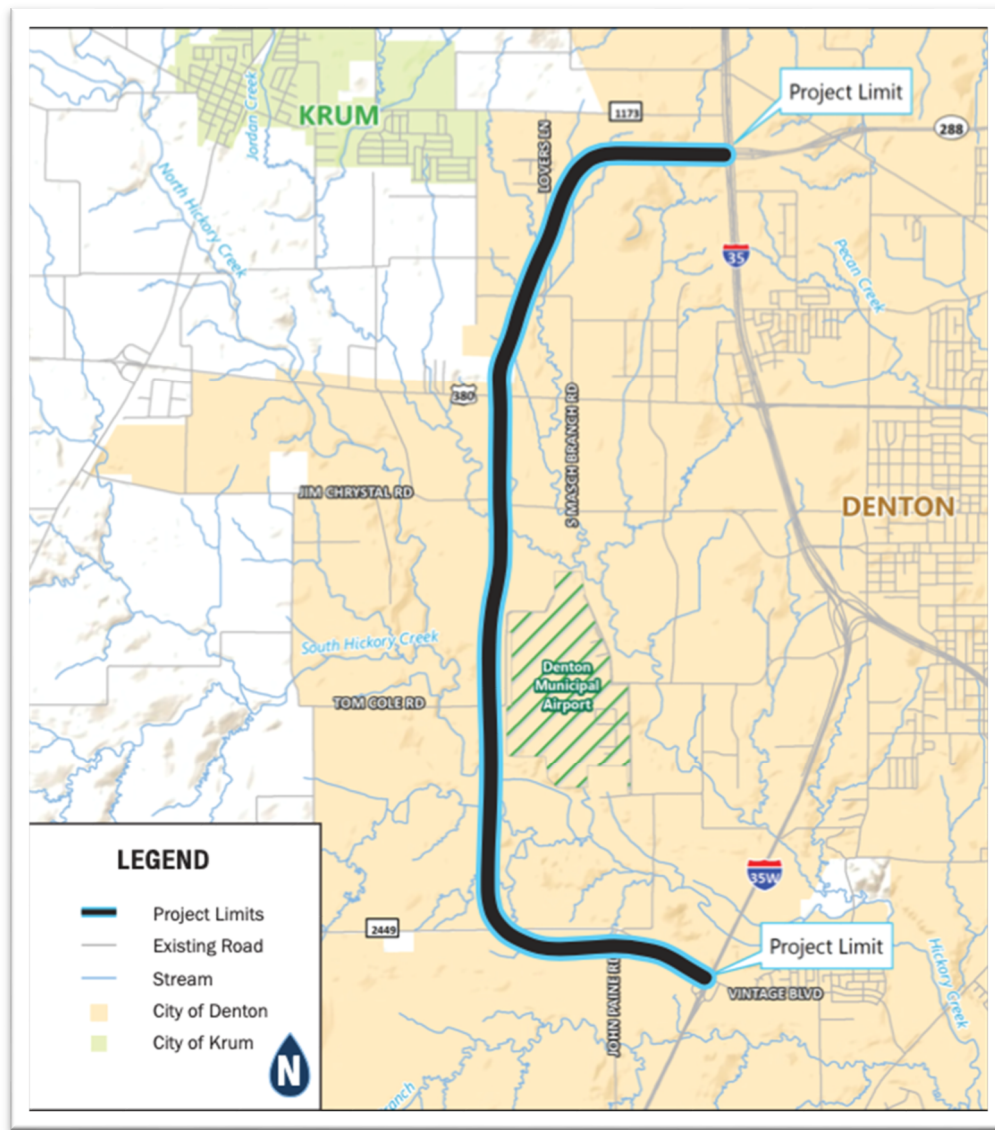 Project Limit
1173
288
KRUM
Jordan Creek
LOVERS LN
North Hickory Creek
35
Pecan Creek
380
S MASCH BRANCH RD
JIM CHRYSTAL RD
DENTON
South Hickory Creek
Denton
Municipal
Airport
TOM COLE RD
35W
LEGEND
Project Limits
Existing Road
Stream
City of Denton
City of Krum
N
2449
Project Limit
VINTAGE BLVD
JOHN PAINE RD
Hickory Creek
ranch